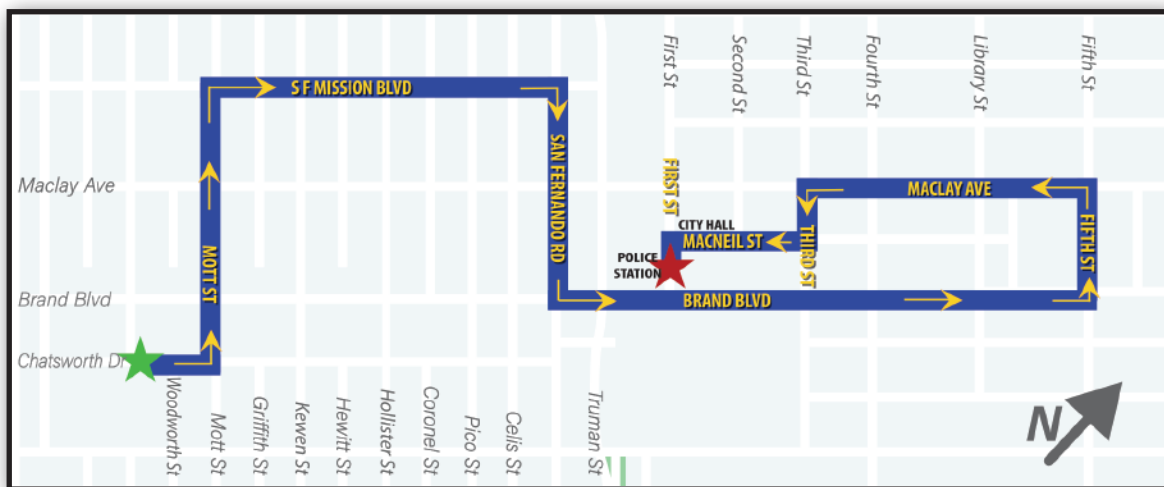 First St
Second St
Third St
Fourth St
Library St
Fifth St
S F MISSION BLVD
SAN FERNANDO RD
FIRST ST
Maclay Ave
MACLAY AVE
CITY HALL
MACNEIL ST
THIRD ST
FIFTH ST
MOTT ST
POLICE
STATION
Brand Blvd
BRAND BLVD
Chatsworth Dr
Woodworth St
Mott St
Griffith St
Kewen St
Hewitt St
Hollister St
Coronel St
Pico St
Celis St
Truman St
N